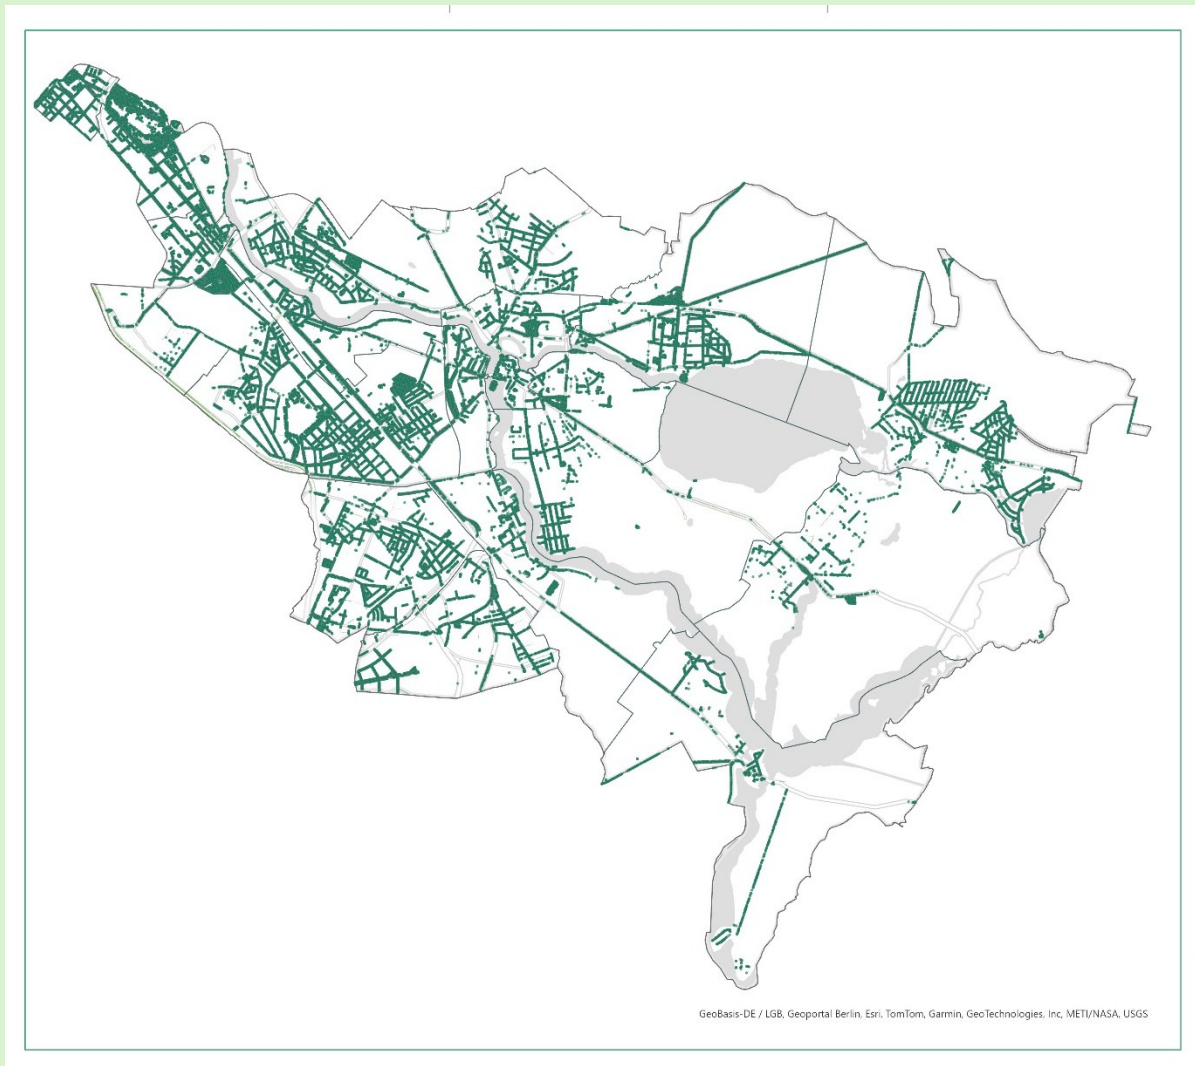 GeoBasis-DE / LGB, Geoportal Berlin, Esri, TomTom, Garmin, GeoTechnologies, Inc, METI/NASA, USGS